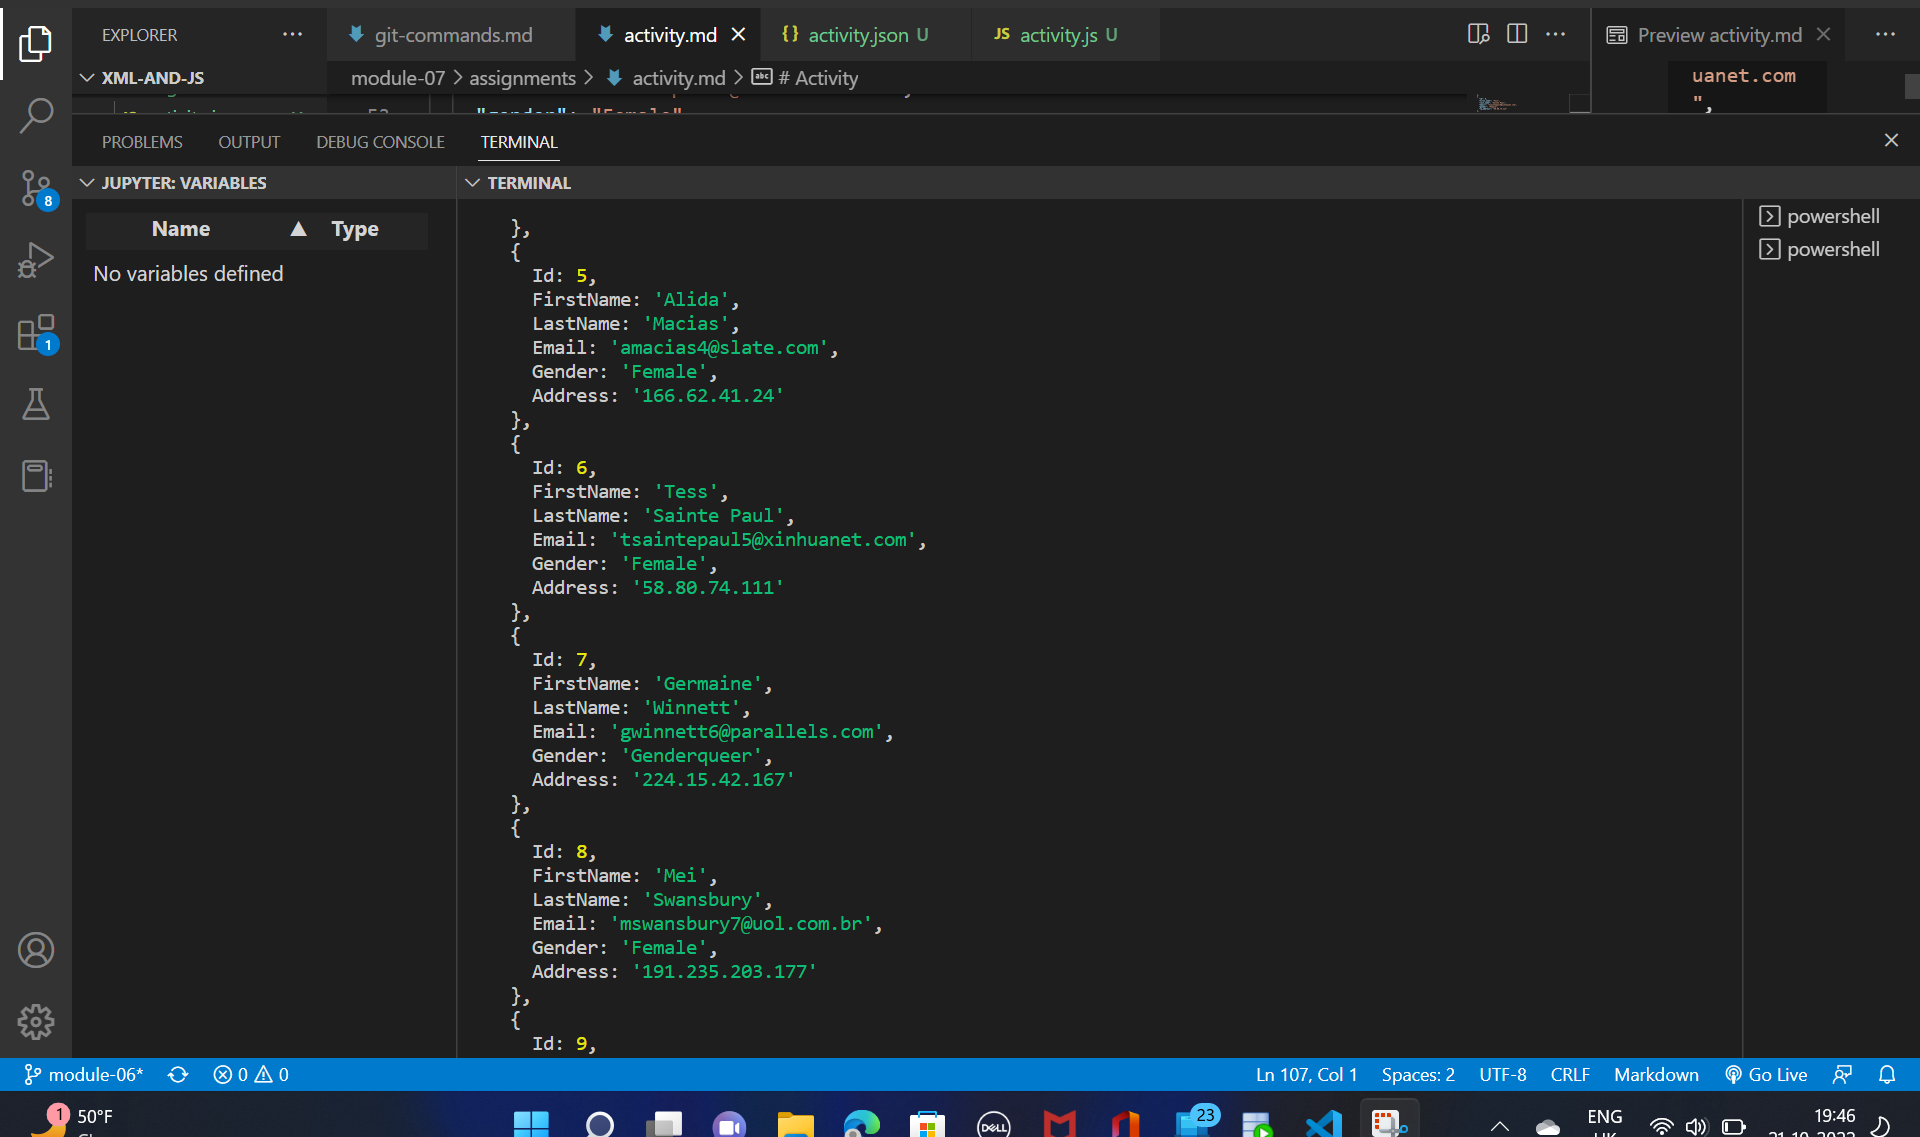 EXPLORER
git-commands.md
activity.md
{} activity.json U
JS activity.js U
Preview activity.md
XML-AND-JS
module-07 > assignments > activity.md > # Activity
uanet.com
",
"gender": "Female"
PROBLEMS OUTPUT DEBUG CONSOLE TERMINAL
JUPYTER: VARIABLES
TERMINAL
Name Type
No variables defined
powershell
powershell
},
{
Id: 5,
FirstName: 'Alida',
LastName: 'Macias',
Email: 'amacias4@slate.com',
Gender: 'Female',
Address: '166.62.41.24'
},
{
Id: 6,
FirstName: 'Tess',
LastName: 'Sainte Paul',
Email: 'tsaintepaul5@xinhuanet.com',
Gender: 'Female',
Address: '58.80.74.111'
},
{
Id: 7,
FirstName: 'Germaine',
LastName: 'Winnett',
Email: 'gwinnett6@parallels.com',
Gender: 'Genderqueer',
Address: '224.15.42.167'
},
{
Id: 8,
FirstName: 'Mei',
LastName: 'Swansbury',
Email: 'mswansbury7@uol.com.br',
Gender: 'Female',
Address: '191.235.203.177'
},
{
Id: 9,
8
1
module-06* 0 0 Ln 107, Col 1 Spaces: 2 UTF-8 CRLF Markdown Go Live
1 50°F
DELL
23
ENG
19:46